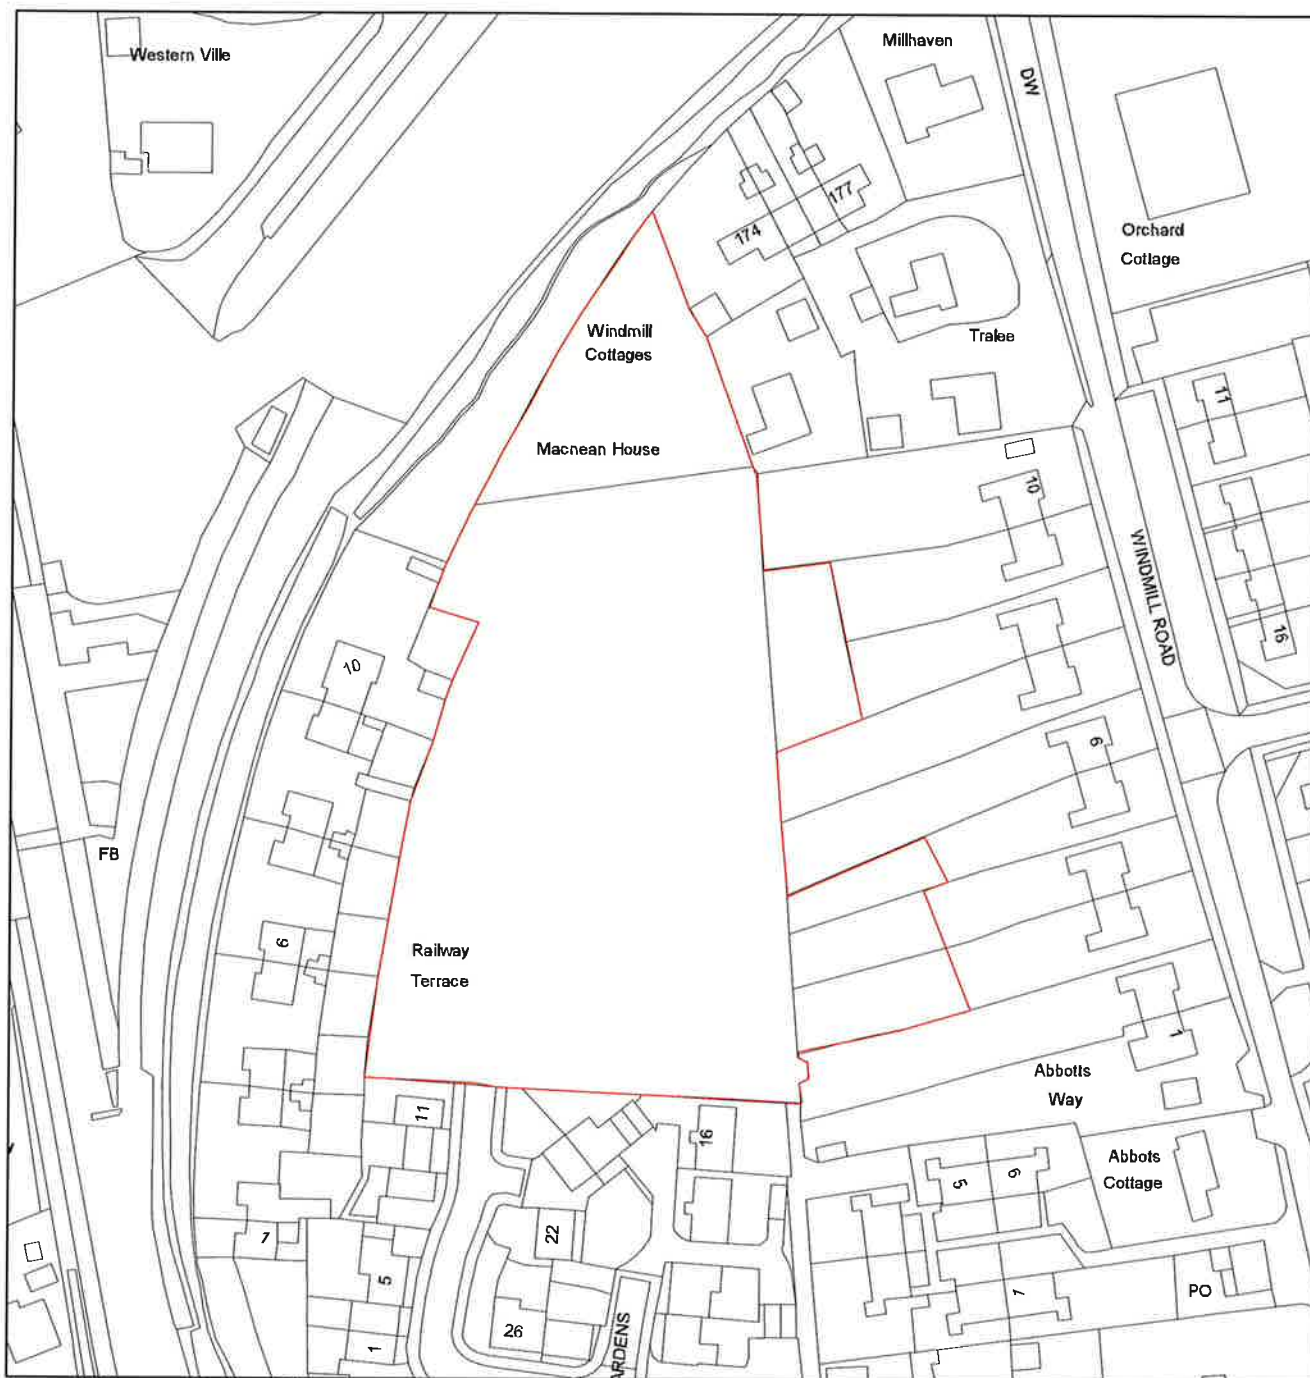 Western Ville
Millhaven
DW
177
174
Orchard
Cottage
Windmill
Cottages
Tralee
11
Macnean House
10
WINDMILL ROAD
16
10
6
FB
6
Railway
Terrace
1
Abbotts
Way
11
16
Abbots
Cottage
5
6
22
7
5
7
PO
26
1
ARDENS